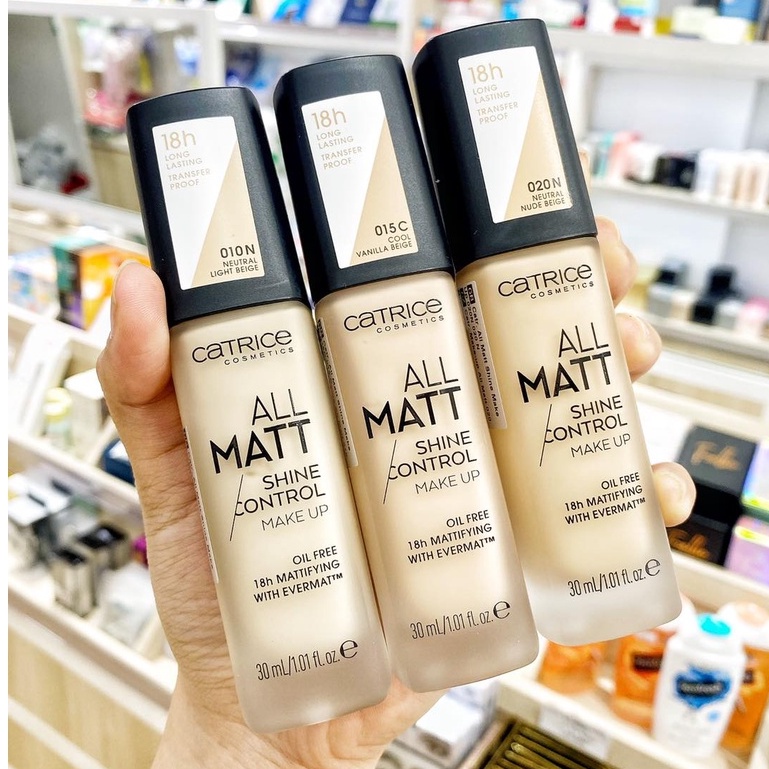 18h
LONG
LASTING
TRANSFER
PROOF
010 N
NEUTRAL
LIGHT BEIGE
CATRICE
COSMETICS
ALL
MATT
SHINE
CONTROL
MAKE UP
OIL FREE
18h MATTIFYING
WITH EVERMAT™
30 mL/1.01 fl.oz.℮
18h
LONG
LASTING
TRANSFER
PROOF
015 C
COOL
VANILLA BEIGE
CATRICE
COSMETICS
ALL
MATT
SHINE
CONTROL
MAKE UP
OIL FREE
18h MATTIFYING
WITH EVERMAT™
30 mL/1.01 fl.oz.℮
18h
LONG
LASTING
TRANSFER
PROOF
020 N
NEUTRAL
NUDE BEIGE
CATRICE
COSMETICS
ALL
MATT
SHINE
CONTROL
MAKE UP
OIL FREE
18h MATTIFYING
WITH EVERMAT™
30 mL/1.01 fl.oz.℮